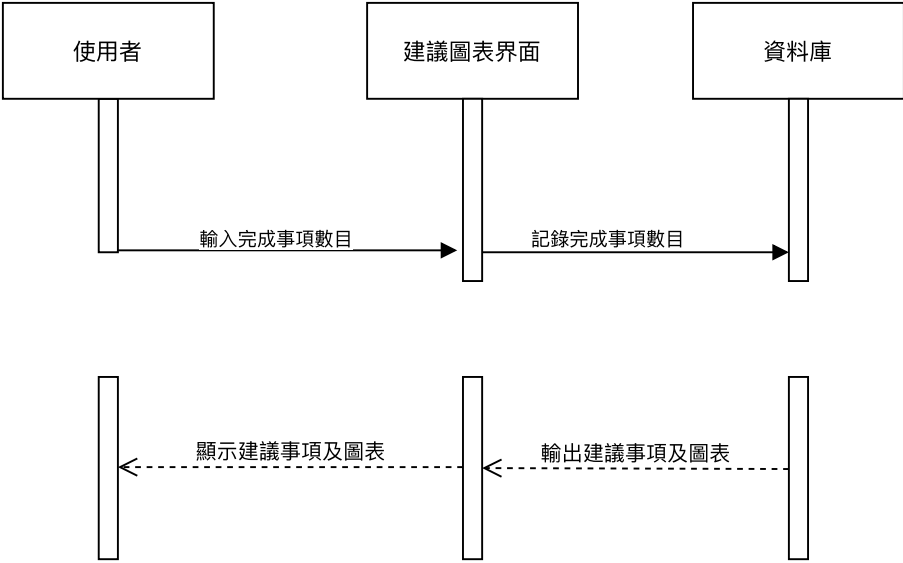 使用者
建議圖表界面
資料庫
輸入完成事項數目
記錄完成事項數目
顯示建議事項及圖表
輸出建議事項及圖表